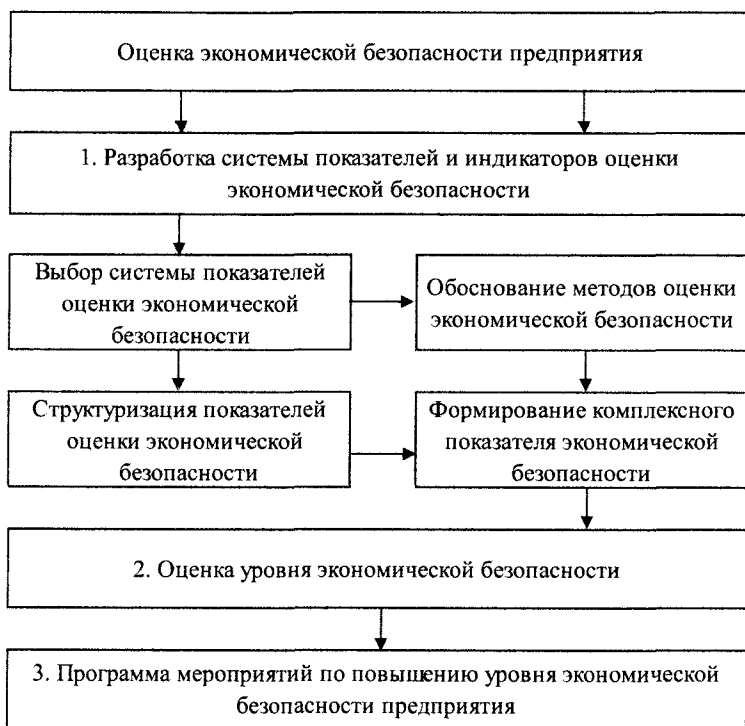 Оценка экономической безопасности предприятия
1. Разработка системы показателей и индикаторов оценки
экономической безопасности
Выбор системы показателей
оценки экономической
безопасности
Обоснование методов оценки
экономической безопасности
Структуризация показателей
оценки экономической
безопасности
Формирование комплексного
показателя экономической
безопасности
2. Оценка уровня экономической безопасности
3. Программа мероприятий по повышению уровня экономической
безопасности предприятия